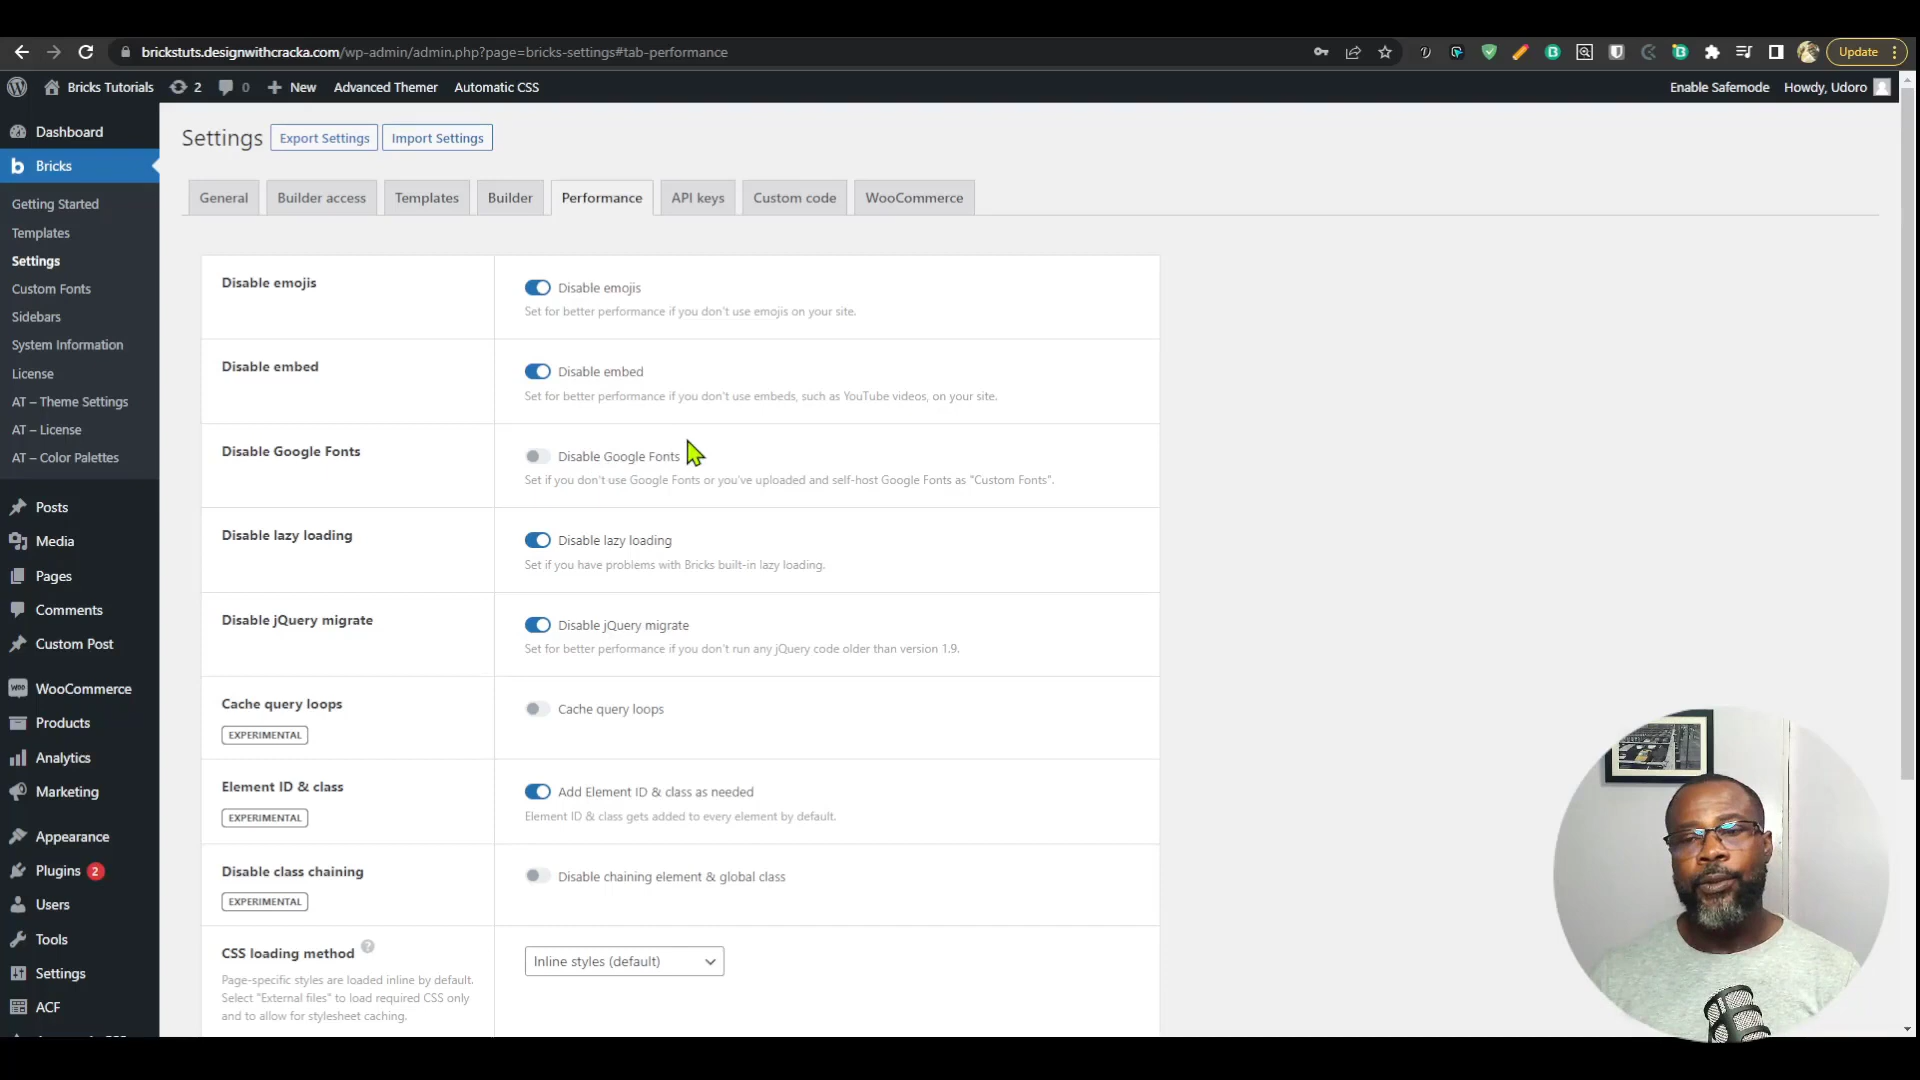 brickstuts.designwithcracka.com/wp-admin/admin.php?page=bricks-settings#tab-performance
Update
Bricks Tutorials 2 0 New Advanced Themer Automatic CSS Enable Safemode Howdy, Udoro
Dashboard
Bricks
Getting Started
Templates
Settings
Custom Fonts
Sidebars
System Information
License
AT – Theme Settings
AT – License
AT – Color Palettes
Posts
Media
Pages
Comments
Custom Post
WooCommerce
Products
Analytics
Marketing
Appearance
Plugins 2
Users
Tools
Settings
ACF
Settings Export Settings Import Settings
General Builder access Templates Builder Performance API keys Custom code WooCommerce
Disable emojis
Disable emojis
Set for better performance if you don't use emojis on your site.
Disable embed
Disable embed
Set for better performance if you don't use embeds, such as YouTube videos, on your site.
Disable Google Fonts
Disable Google Fonts
Set if you don't use Google Fonts or you've uploaded and self-host Google Fonts as "Custom Fonts".
Disable lazy loading
Disable lazy loading
Set if you have problems with Bricks built-in lazy loading.
Disable jQuery migrate
Disable jQuery migrate
Set for better performance if you don't run any jQuery code older than version 1.9.
Cache query loops
EXPERIMENTAL
Cache query loops
Element ID & class
EXPERIMENTAL
Add Element ID & class as needed
Element ID & class gets added to every element by default.
Disable class chaining
EXPERIMENTAL
Disable chaining element & global class
CSS loading method ?
Page-specific styles are loaded inline by default.
Select "External files" to load required CSS only
and to allow for stylesheet caching.
Inline styles (default)